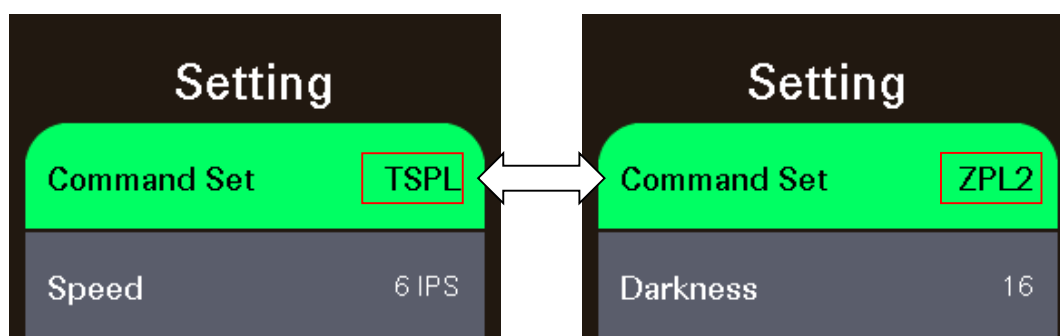 Setting
Command Set TSPL
Speed 6 IPS
Setting
Command Set ZPL2
Darkness 16